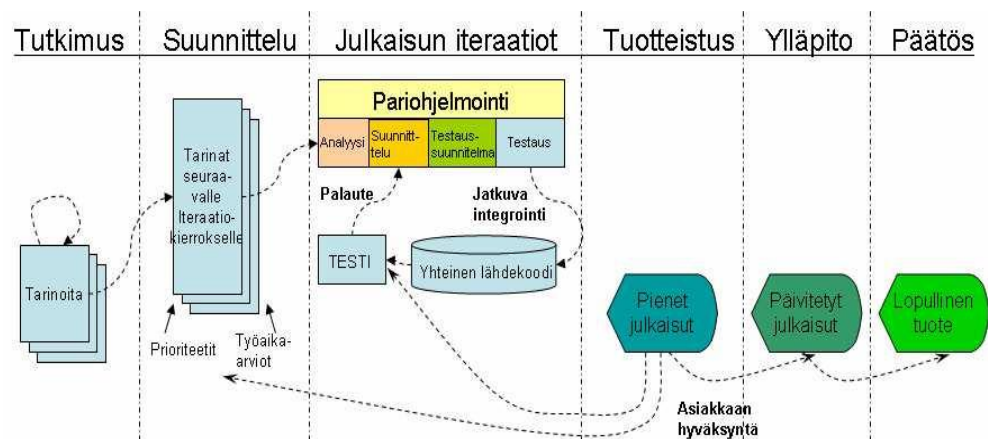 Tutkimus
Suunnittelu
Julkaisun iteraatiot
Tuotteistus
Ylläpito
Päätös
Tarinoita
Tarinat
seuraa-
valle
Iteraatio-
kierrokselle
Prioriteetit
Työaika-
arviot
Pariohjelmointi
Analyysi
Suunnit-
telu
Testaus-
suunnitelma
Testaus
Palaute
Jatkuva
integrointi
TESTI
Yhteinen lähdekoodi
Pienet
julkaisut
Päivitetyt
julkaisut
Lopullinen
tuote
Asiakkaan
hyväksyntä